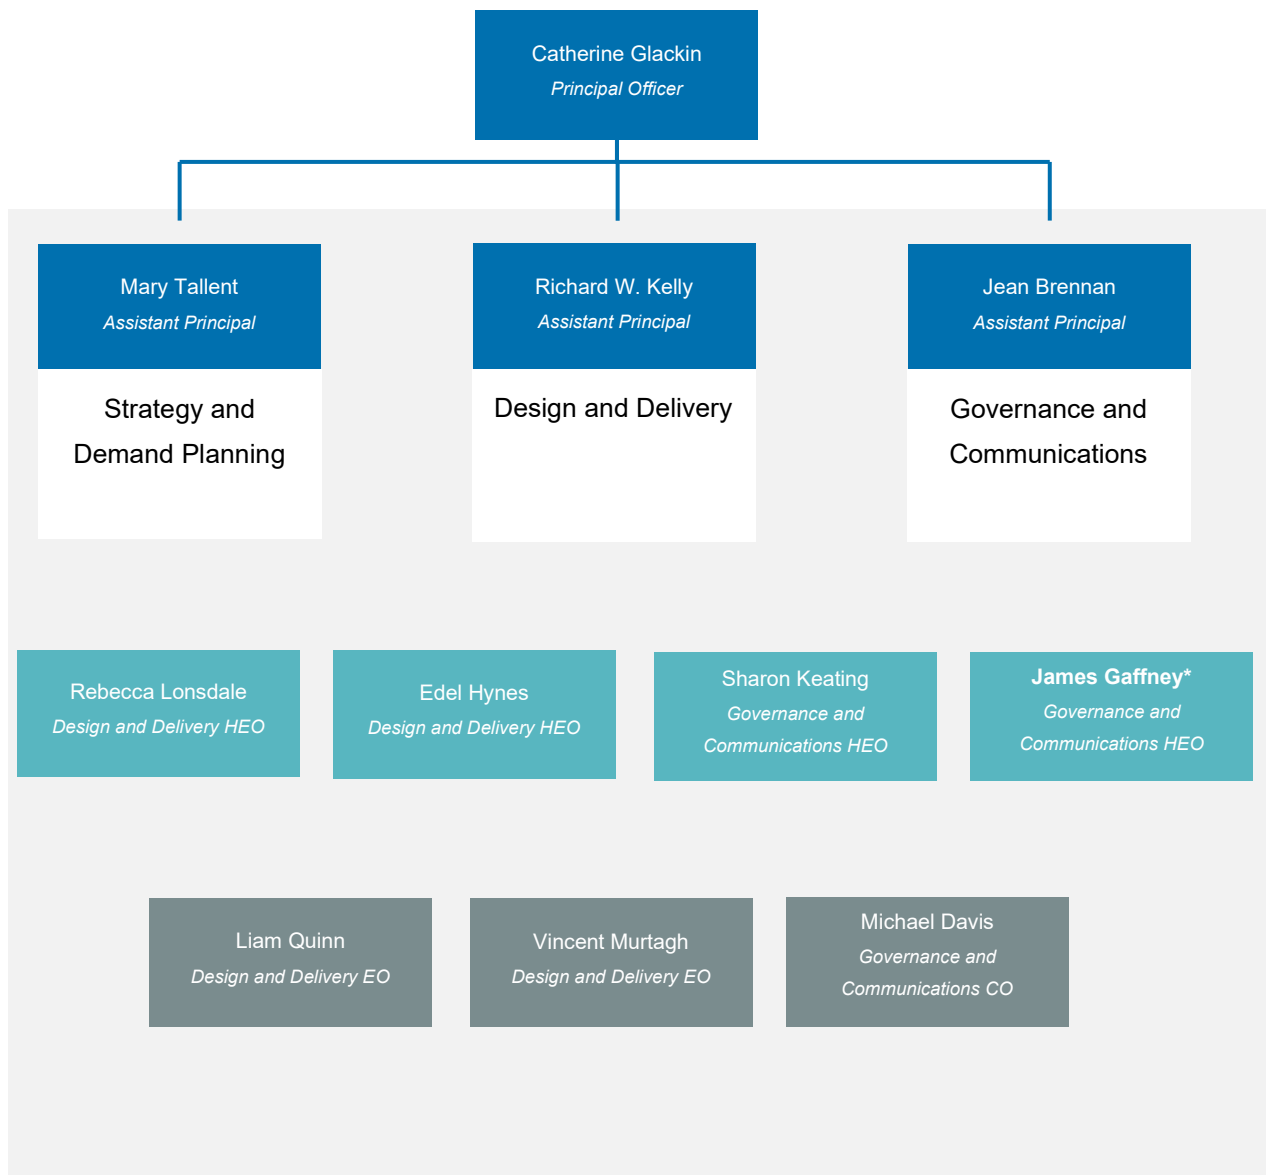 Catherine Glackin
Principal Officer
Mary Tallent
Assistant Principal
Strategy and
Demand Planning
Richard W. Kelly
Assistant Principal
Design and Delivery
Jean Brennan
Assistant Principal
Governance and
Communications
Rebecca Lonsdale
Design and Delivery HEO
Edel Hynes
Design and Delivery HEO
Sharon Keating
Governance and
Communications HEO
James Gaffney*
Governance and
Communications HEO
Liam Quinn
Design and Delivery EO
Vincent Murtagh
Design and Delivery EO
Michael Davis
Governance and
Communications CO